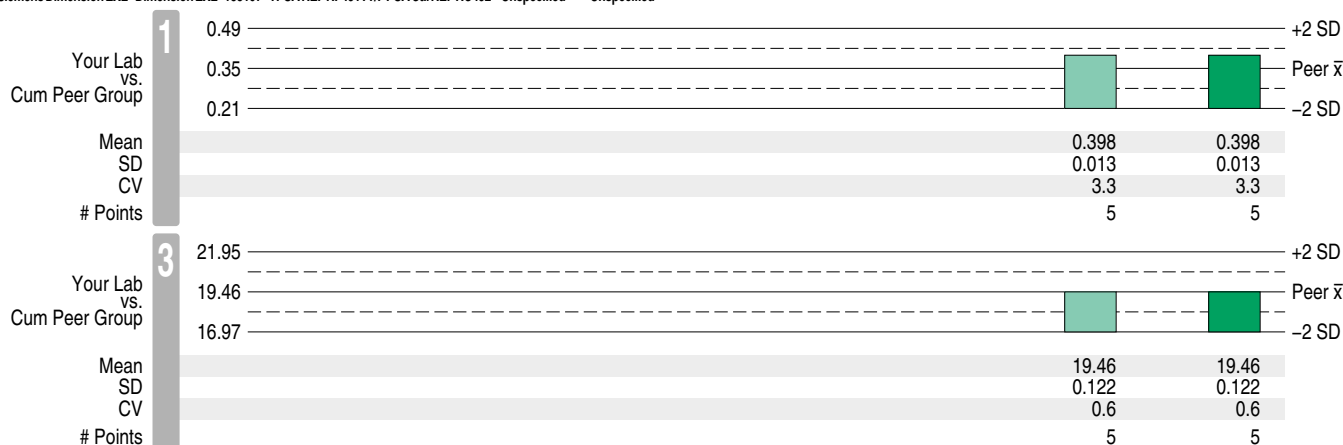 1
0.49
+2 SD
Your Lab
vs.
Cum Peer Group
0.35
Peer x̅
0.21
−2 SD
Mean 0.398 0.398
SD 0.013 0.013
CV 3.3 3.3
# Points 5 5
3
21.95
+2 SD
Your Lab
vs.
Cum Peer Group
19.46
Peer x̅
16.97
−2 SD
Mean 19.46 19.46
SD 0.122 0.122
CV 0.6 0.6
# Points 5 5